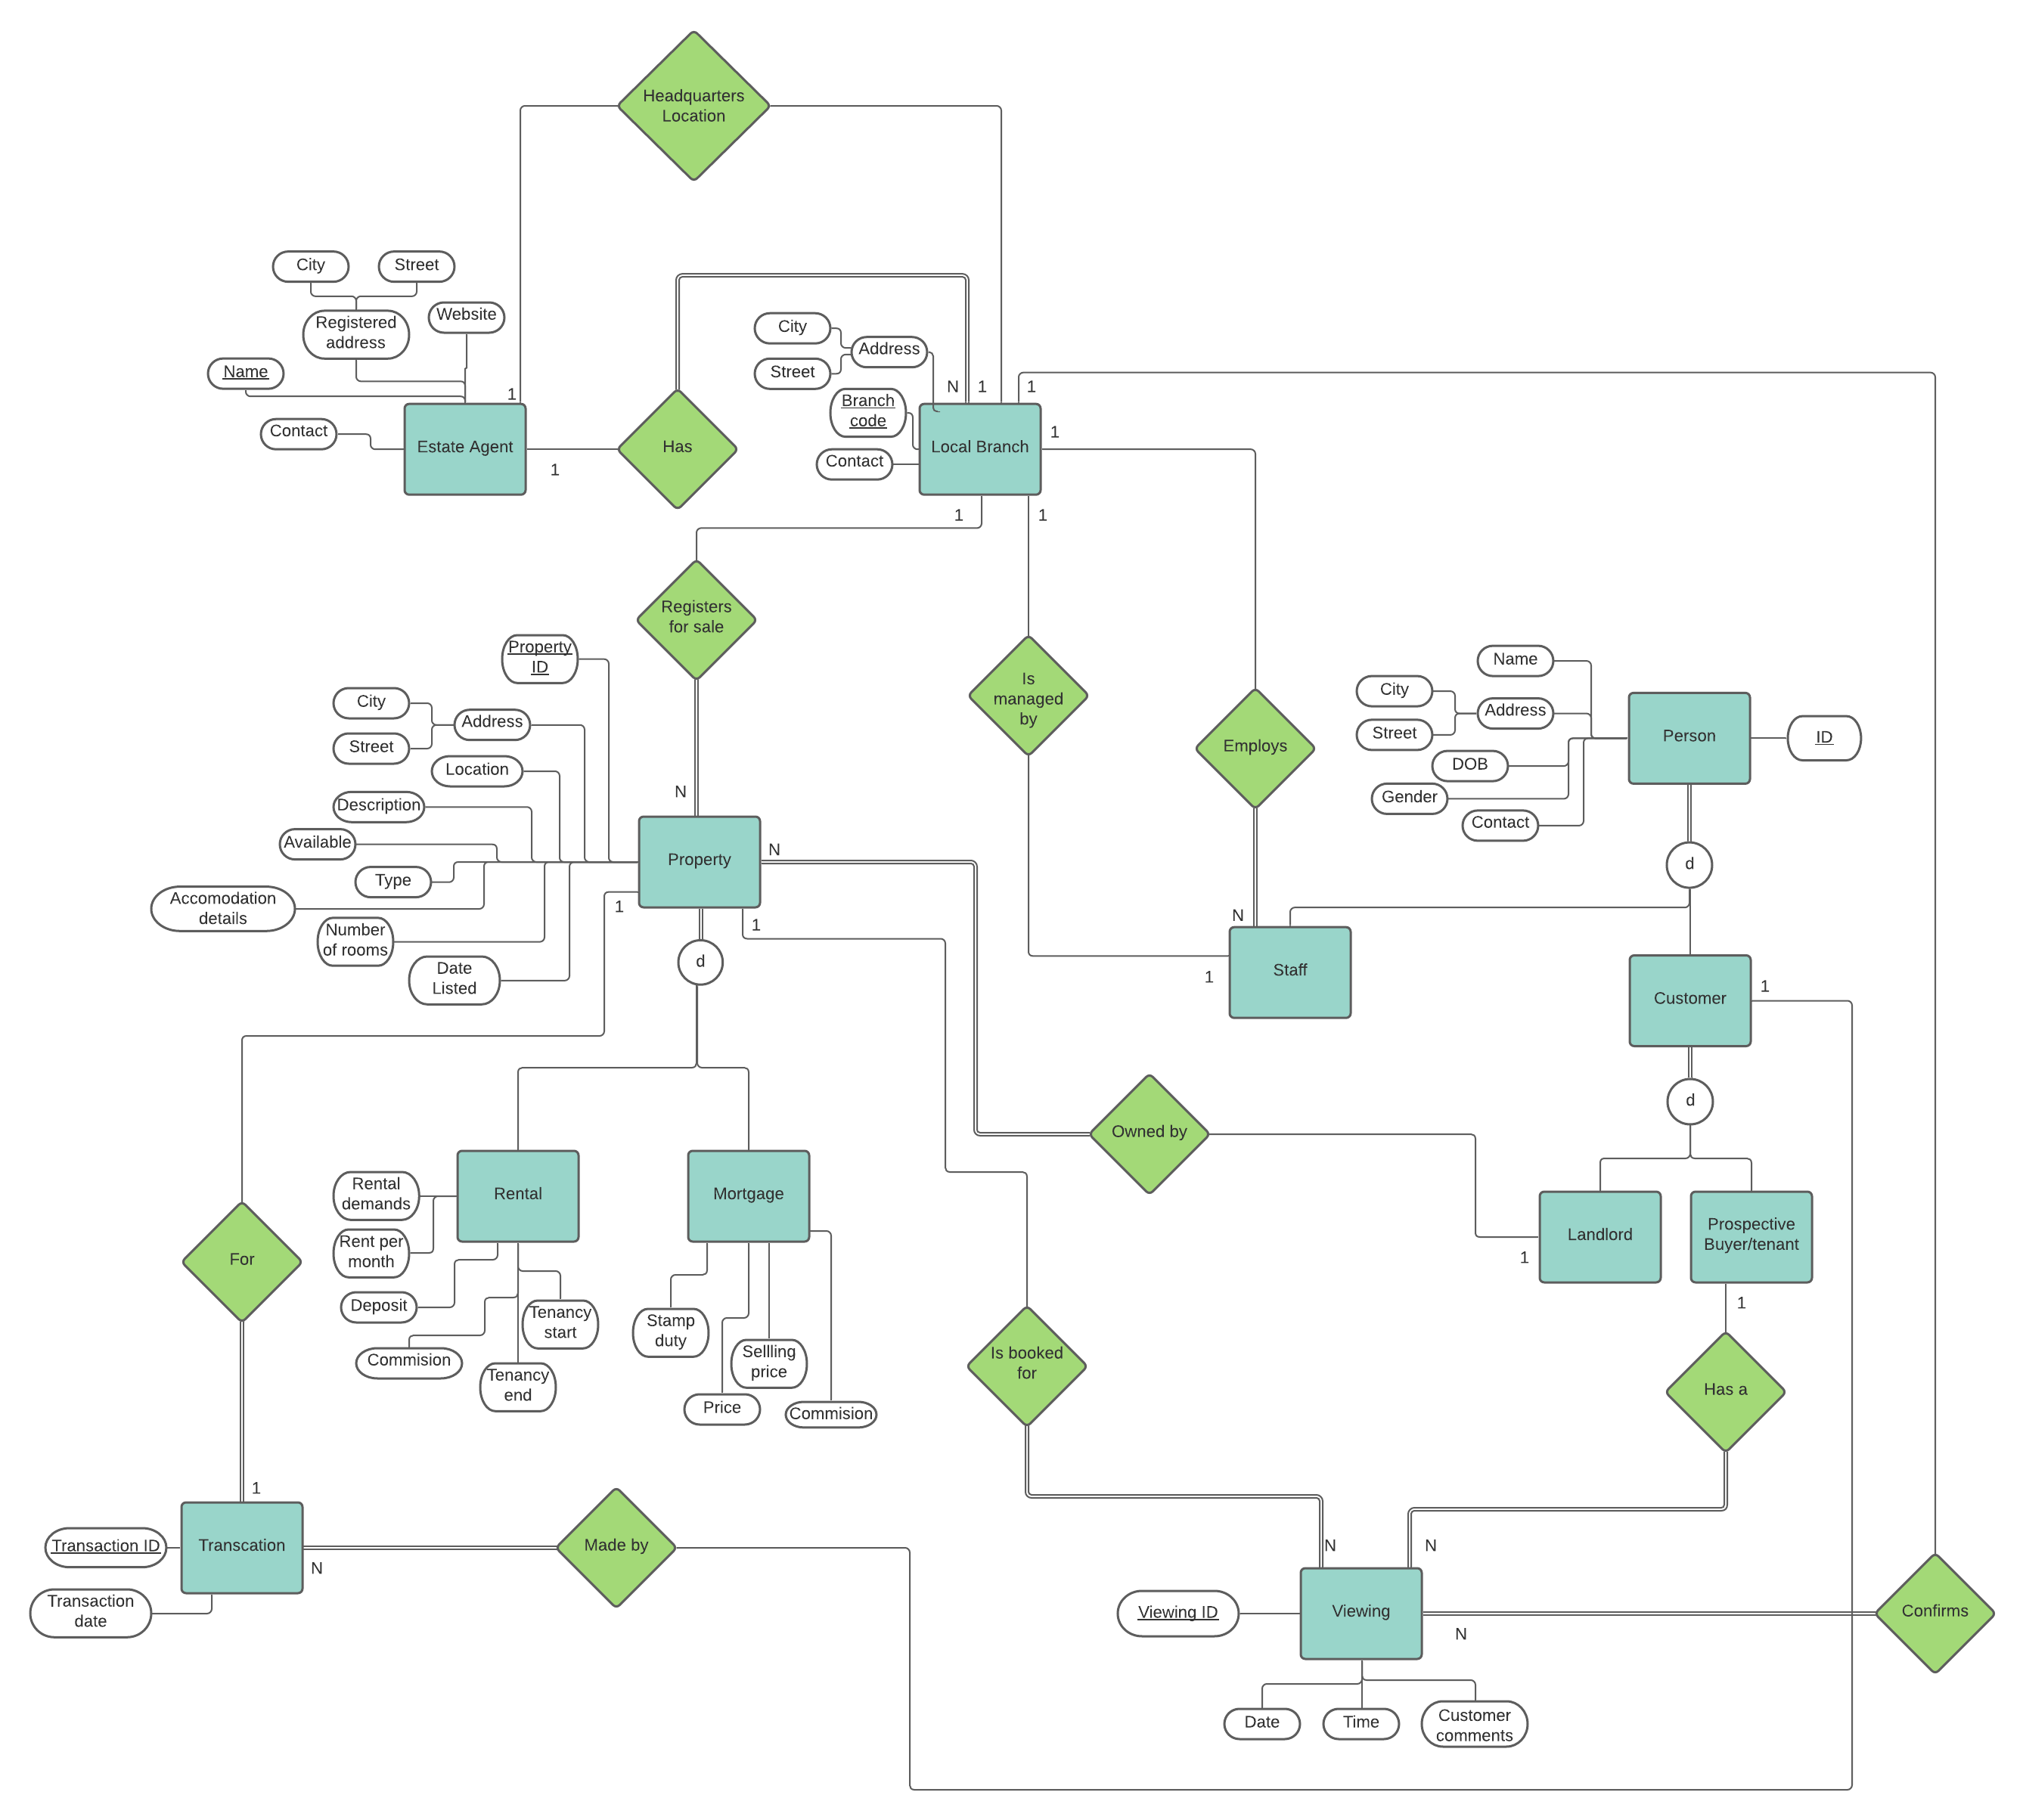 Headquarters
Location
City
Street
Website
Registered
address
Name
Contact
1
Estate Agent
1
Has
City
Street
Address
Branch
code
Contact
N
1
1
Local Branch
1
1
1
Registers
for sale
Is
managed
by
Employs
Property
ID
City
Street
Address
Location
Description
Available
Type
Accomodation
details
Number
of rooms
Date
Listed
N
Property
N
1
1
d
Name
City
Street
Address
DOB
Gender
Contact
Person
ID
d
N
Staff
1
Customer
1
d
Owned by
Landlord
1
Prospective
Buyer/tenant
1
Rental
Rental
demands
Rent per
month
Deposit
Commision
Tenancy
start
Tenancy
end
Mortgage
Stamp
duty
Sellling
price
Price
Commision
For
1
Is booked
for
Has a
Transcation
Transaction ID
Transaction
date
N
Made by
N
N
Viewing ID
Viewing
N
Confirms
Date
Time
Customer
comments